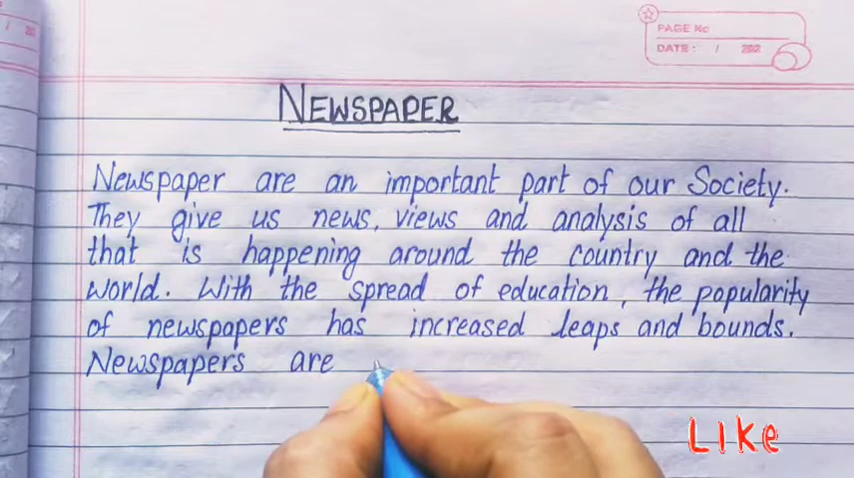 PAGE No
DATE : / 202
NEWSPAPER
Newspaper are an important part of our Society.
They give us news, views and analysis of all
that is happening around the country and the
world. With the spread of education, the popularity
of newspapers has increased leaps and bounds.
Newspapers are
LIKe